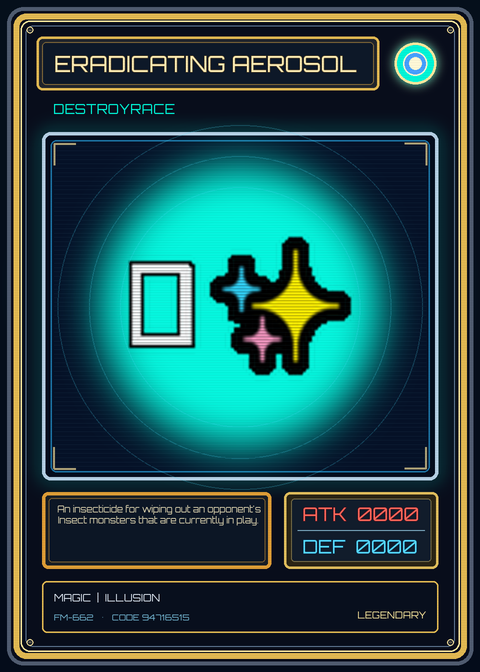 ERADICATING AEROSOL
DESTROYRACE
An insecticide for wiping out an opponent's
Insect monsters that are currently in play.
ATK 0000
DEF 0000
MAGIC | ILLUSION
FM-662 · CODE 94716515
LEGENDARY